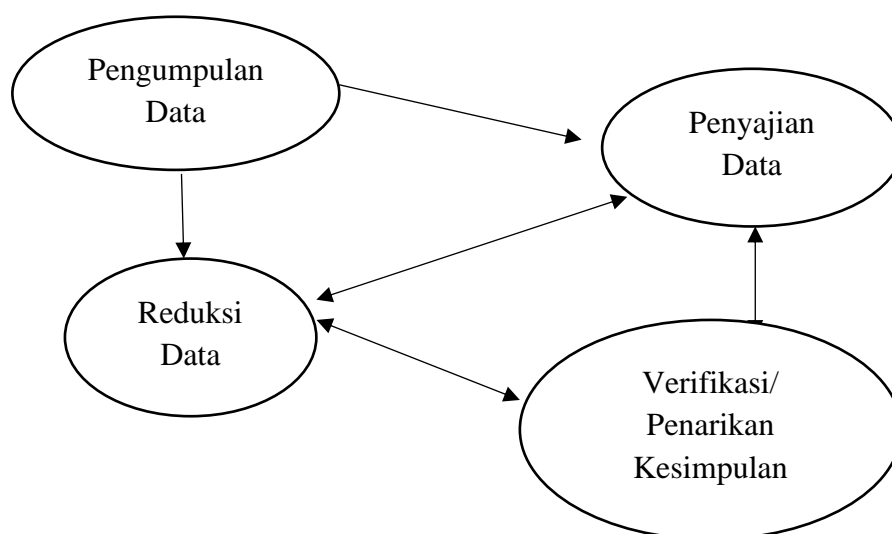 Pengumpulan
Data
Penyajian
Data
Reduksi
Data
Verifikasi/
Penarikan
Kesimpulan